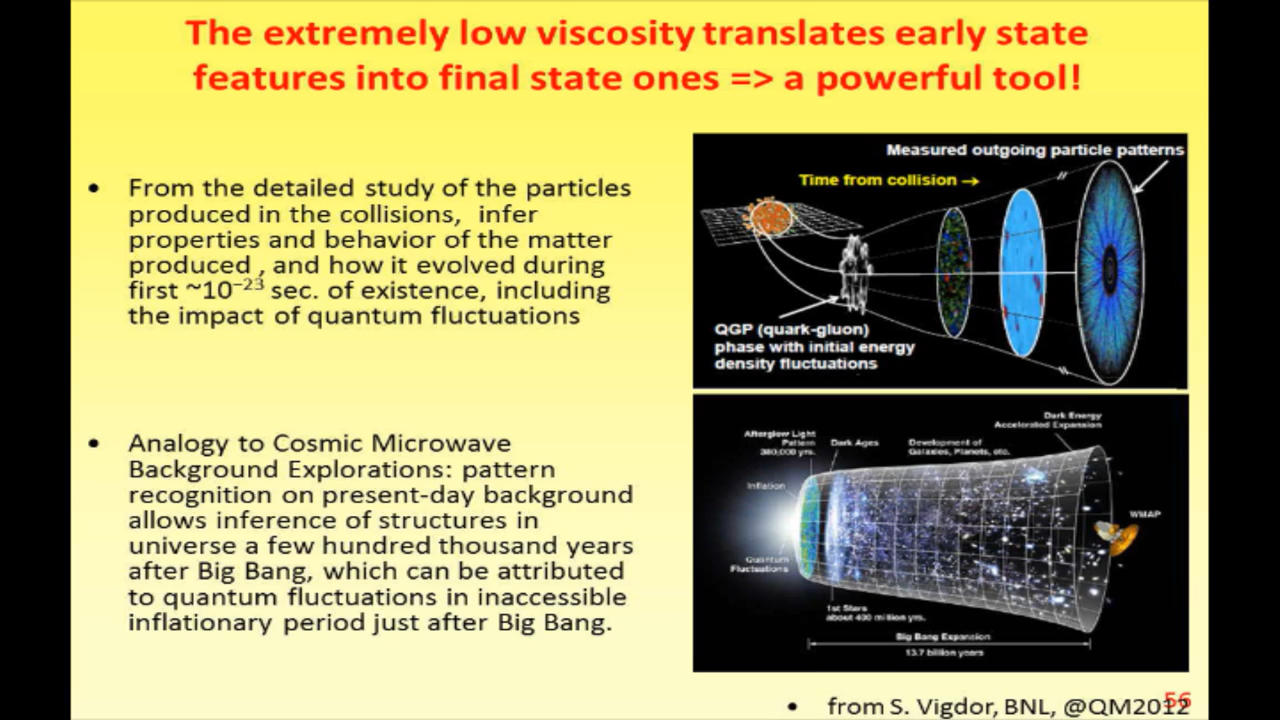 The extremely low viscosity translates early state
features into final state ones => a powerful tool!
• From the detailed study of the particles
produced in the collisions, infer
properties and behavior of the matter
produced , and how it evolved during
first ~10⁻²³ sec. of existence, including
the impact of quantum fluctuations
Measured outgoing particle patterns
Time from collision →
QGP (quark-gluon)
phase with initial energy
density fluctuations
• Analogy to Cosmic Microwave
Background Explorations: pattern
recognition on present-day background
allows inference of structures in
universe a few hundred thousand years
after Big Bang, which can be attributed
to quantum fluctuations in inaccessible
inflationary period just after Big Bang.
Dark Energy
Accelerated Expansion
Afterglow Light
Pattern
380,000 yrs.
Dark Ages
Development of
Galaxies, Planets, etc.
Inflation
WMAP
Quantum
Fluctuations
1st Stars
about 400 million yrs.
Big Bang Expansion
13.7 billion years
• from S. Vigdor, BNL, @QM2012
56